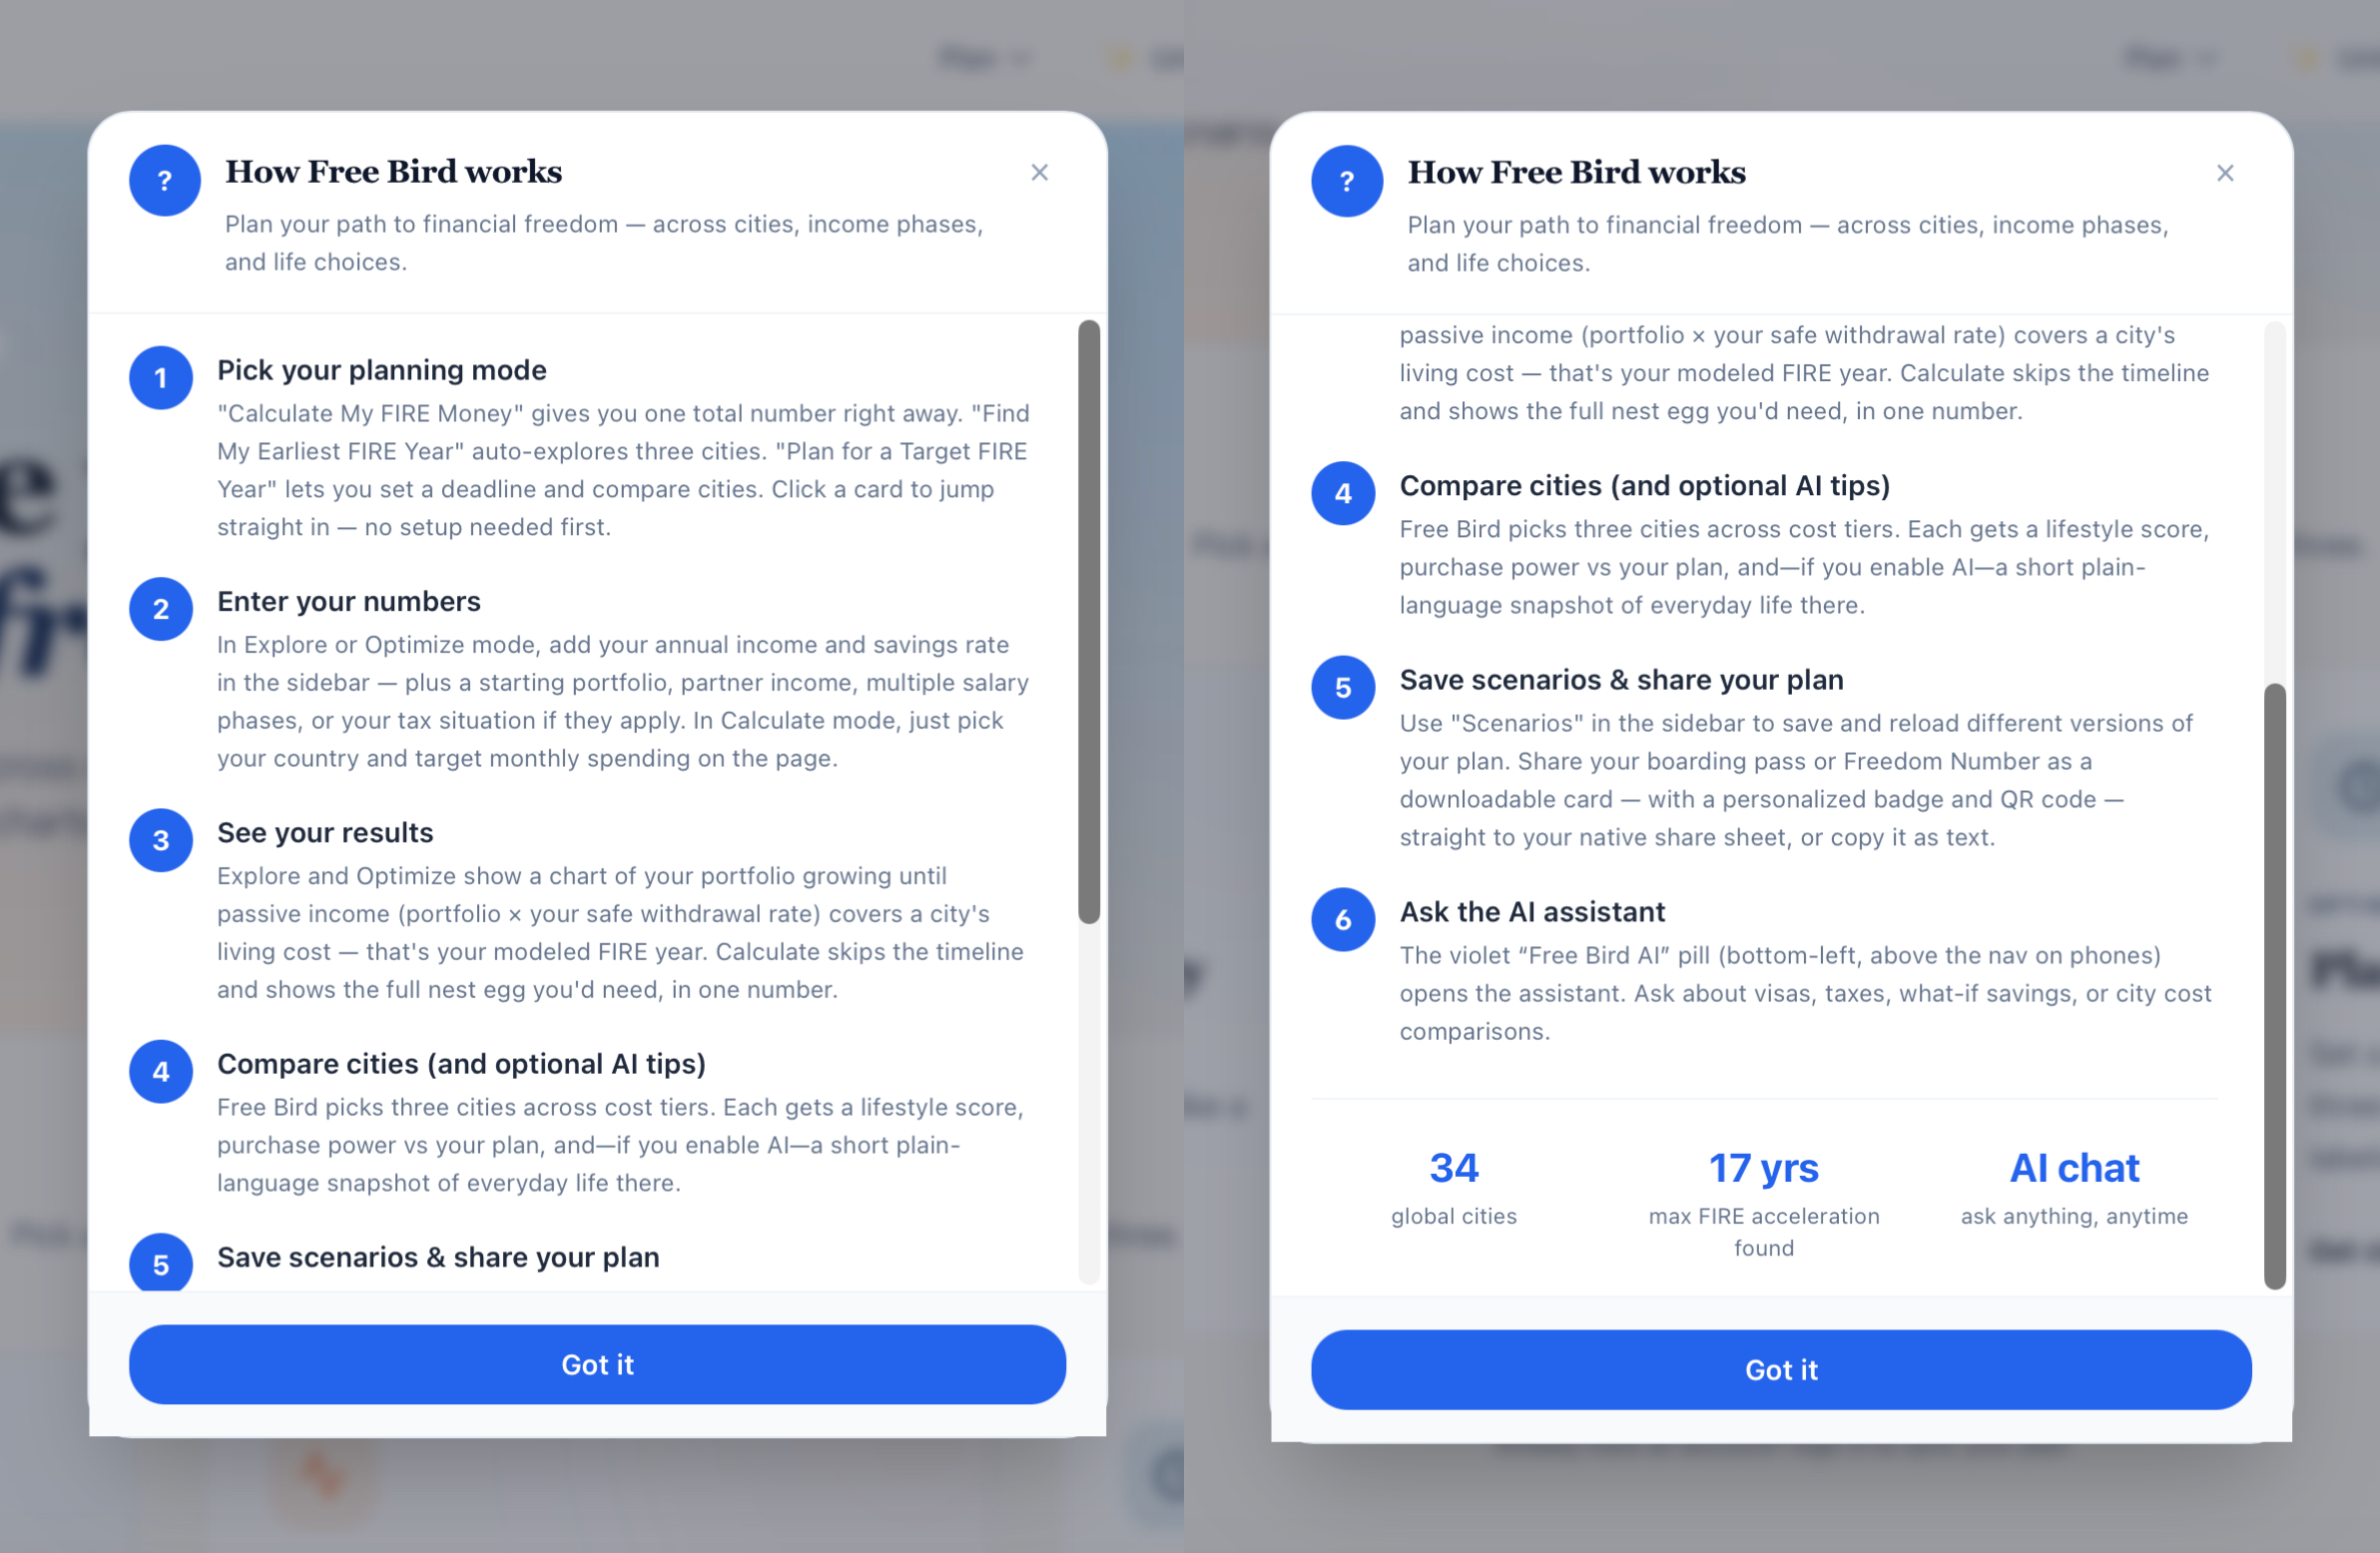 Plan
?
How Free Bird works
×
Plan your path to financial freedom — across cities, income phases,
and life choices.
1
Pick your planning mode
"Calculate My FIRE Money" gives you one total number right away. "Find
My Earliest FIRE Year" auto-explores three cities. "Plan for a Target FIRE
Year" lets you set a deadline and compare cities. Click a card to jump
straight in — no setup needed first.
2
Enter your numbers
In Explore or Optimize mode, add your annual income and savings rate
in the sidebar — plus a starting portfolio, partner income, multiple salary
phases, or your tax situation if they apply. In Calculate mode, just pick
your country and target monthly spending on the page.
3
See your results
Explore and Optimize show a chart of your portfolio growing until
passive income (portfolio × your safe withdrawal rate) covers a city's
living cost — that's your modeled FIRE year. Calculate skips the timeline
and shows the full nest egg you'd need, in one number.
4
Compare cities (and optional AI tips)
Free Bird picks three cities across cost tiers. Each gets a lifestyle score,
purchase power vs your plan, and—if you enable AI—a short plain-
language snapshot of everyday life there.
5
Save scenarios & share your plan
Got it
Plan
?
How Free Bird works
×
Plan your path to financial freedom — across cities, income phases,
and life choices.
passive income (portfolio × your safe withdrawal rate) covers a city's
living cost — that's your modeled FIRE year. Calculate skips the timeline
and shows the full nest egg you'd need, in one number.
4
Compare cities (and optional AI tips)
Free Bird picks three cities across cost tiers. Each gets a lifestyle score,
purchase power vs your plan, and—if you enable AI—a short plain-
language snapshot of everyday life there.
5
Save scenarios & share your plan
Use "Scenarios" in the sidebar to save and reload different versions of
your plan. Share your boarding pass or Freedom Number as a
downloadable card — with a personalized badge and QR code —
straight to your native share sheet, or copy it as text.
6
Ask the AI assistant
The violet “Free Bird AI” pill (bottom-left, above the nav on phones)
opens the assistant. Ask about visas, taxes, what-if savings, or city cost
comparisons.
34
global cities
17 yrs
max FIRE acceleration
found
AI chat
ask anything, anytime
Got it